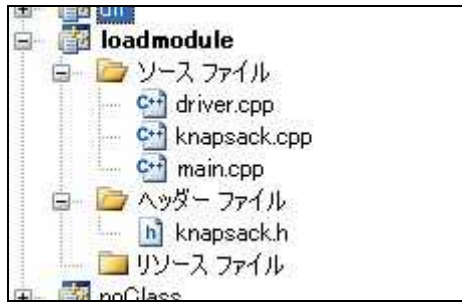 loadmodule
ソース ファイル
driver.cpp
knapsack.cpp
main.cpp
ヘッダー ファイル
knapsack.h
リソース ファイル
noClass